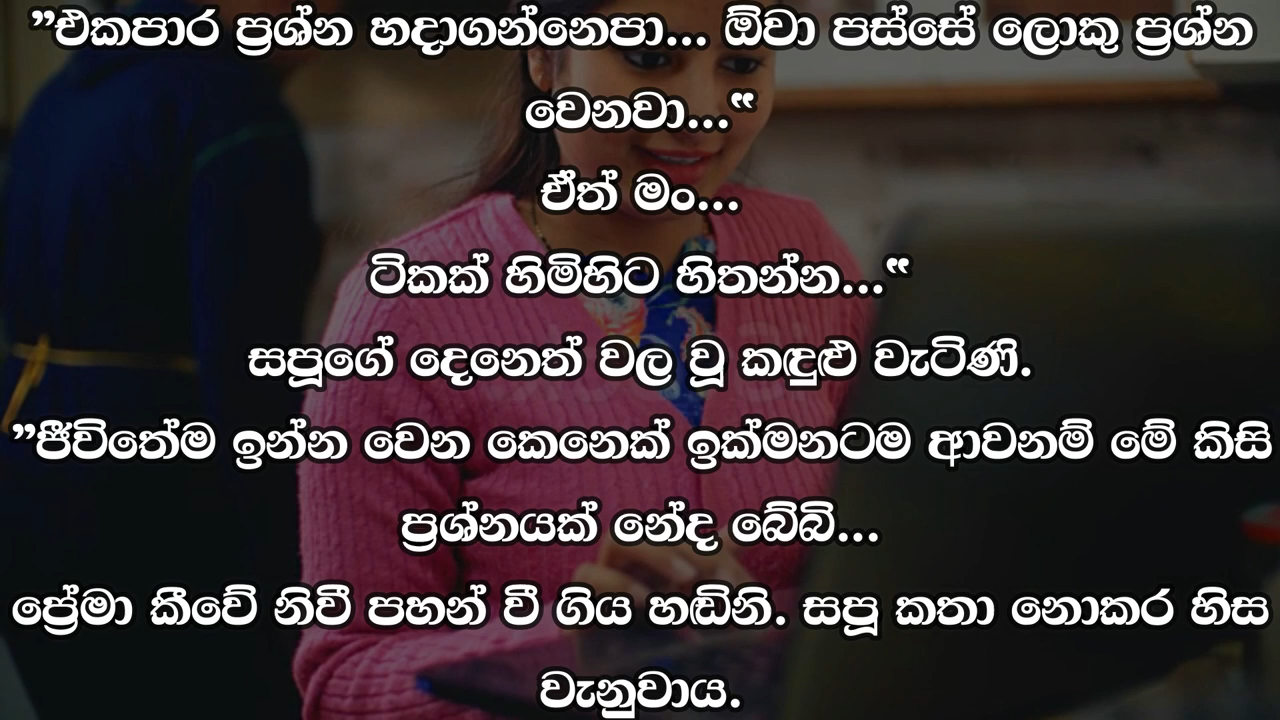 ”එකපාර ප්‍රශ්න හදාගන්නෙපා... ඕවා පස්සේ ලොකු ප්‍රශ්න
වෙනවා...“
ඒත් මං...
ටිකක් හිමිහිට හිතන්න...“
සපූගේ දෙනෙත් වල වූ කඳුළු වැටිණි.
”ජීවිතේම ඉන්න වෙන කෙනෙක් ඉක්මනටම ආවනම් මේ කිසි
ප්‍රශ්නයක් නේද බේබි...
ප්‍රේමා කීවේ නිවී පහන් වී ගිය හඬිනි. සපූ කතා නොකර හිස
වැනුවාය.